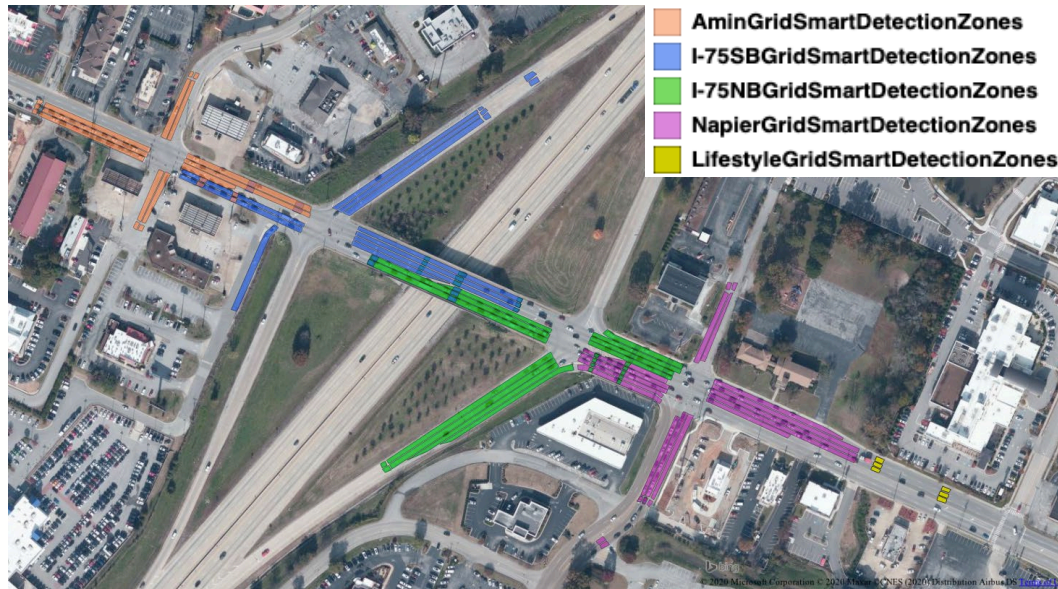 AminGridSmartDetectionZones
I-75SBGridSmartDetectionZones
I-75NBGridSmartDetectionZones
NapierGridSmartDetectionZones
LifestyleGridSmartDetectionZones
© 2020 Microsoft Corporation © 2020 Maxar CNES (2020) Distribution Airbus DS